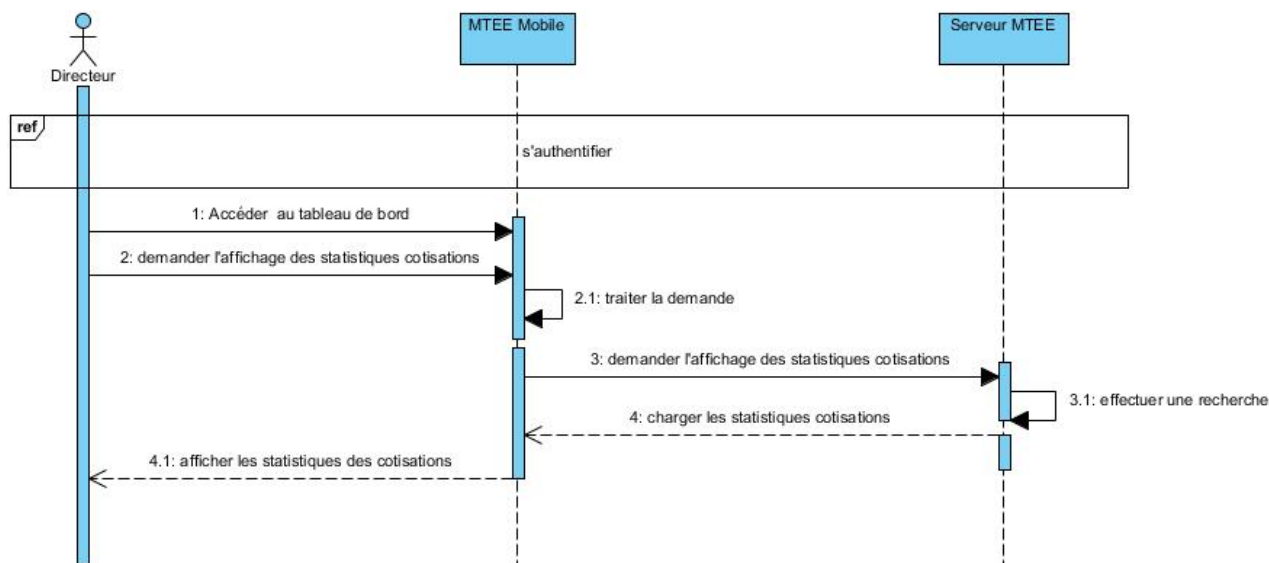 MTEE Mobile
Serveur MTEE
Directeur
ref
s'authentifier
1: Accéder au tableau de bord
2: demander l'affichage des statistiques cotisations
2.1: traiter la demande
3: demander l'affichage des statistiques cotisations
3.1: effectuer une recherche
4: charger les statistiques cotisations
4.1: afficher les statistiques des cotisations